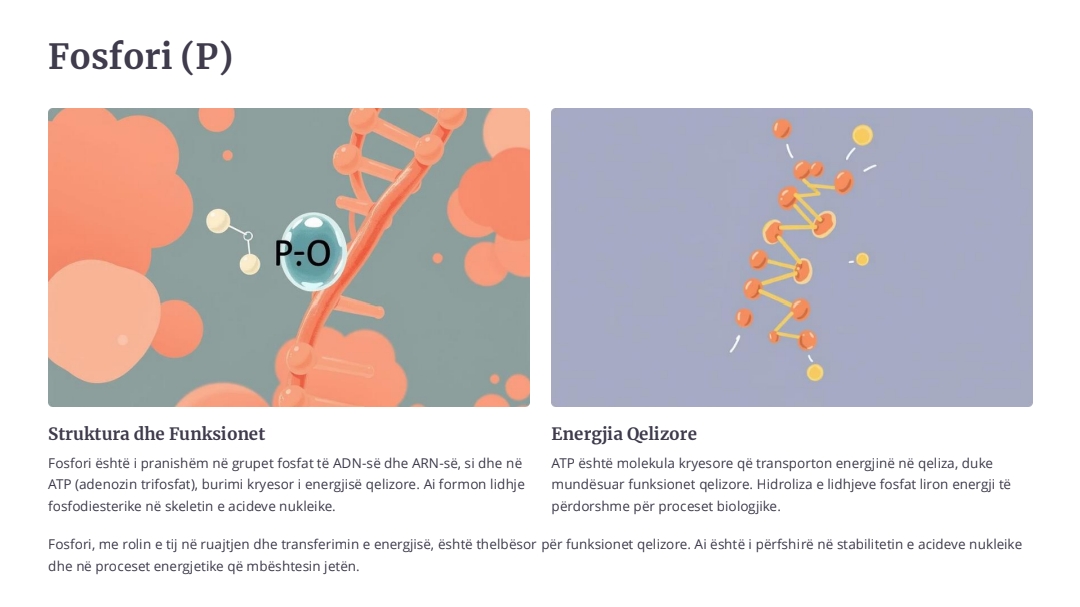 Fosfori (P)
P-:O
Struktura dhe Funksionet
Fosfori është i pranishëm në grupet fosfat të ADN-së dhe ARN-së, si dhe në
ATP (adenozin trifosfat), burimi kryesor i energjisë qelizore. Ai formon lidhje
fosfodiesterike në skeletin e acideve nukleike.
Energjia Qelizore
ATP është molekula kryesore që transporton energjinë në qeliza, duke
mundësuar funksionet qelizore. Hidroliza e lidhjeve fosfat liron energji të
përdorshme për proceset biologjike.
Fosfori, me rolin e tij në ruajtjen dhe transferimin e energjisë, është thelbësor për funksionet qelizore. Ai është i përfshirë në stabilitetin e acideve nukleike
dhe në proceset energjetike që mbështesin jetën.